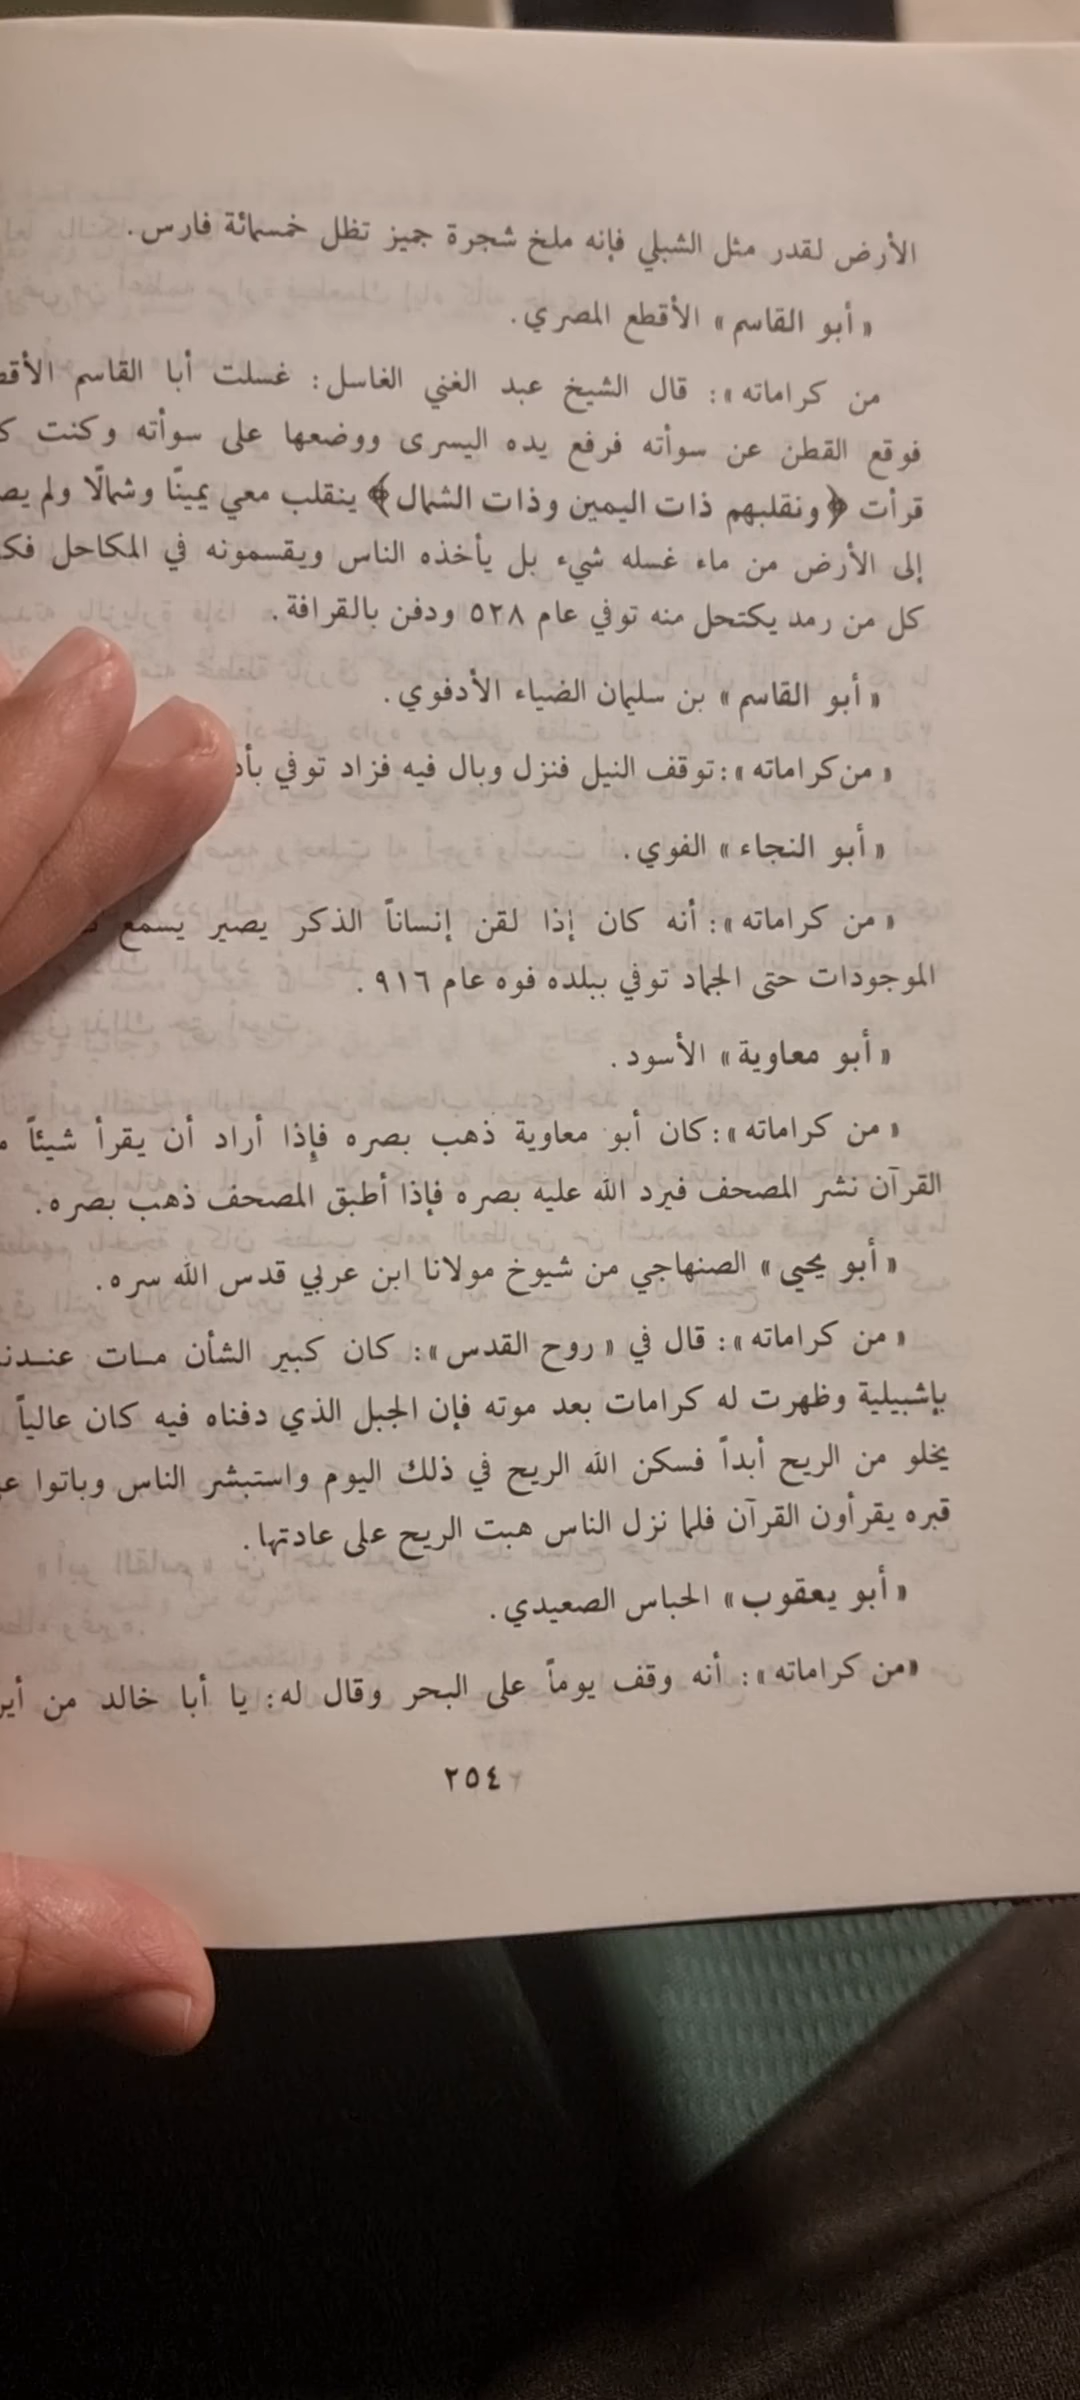 الأرض لقدر مثل الشبلي فإنه ملخ شجرة جميز تظل خمسمائة فارس.
« أبو القاسم » الأقطع المصري.
من كراماته »: قال الشيخ عبد الغني الغاسل: غسلت أبا القاسم
فوقع القطن عن سوأته فرفع يده اليسرى ووضعها على سوأته وكنت
قرأت ﴿ونقلبهم ذات اليمين وذات الشمال﴾ ينقلب معي يمينًا وشمالًا ولم
إلى الأرض من ماء غسله شيء بل يأخذه الناس ويقسمونه في المكاحل
كل من رمد يكتحل منه توفي عام ٥٢٨ ودفن بالقرافة.
« أبو القاسم » بن سليمان الضياء الأدفوي.
« من كراماته »: توقف النيل فنزل وبال فيه فزاد توفي
« أبو النجاء » الفوي.
« من كراماته »: أنه كان إذا لقن إنساناً الذكر يصير يسمع
الموجودات حتى الجماد توفي ببلده فوه عام ٩١٦.
« أبو معاوية » الأسود.
« من كراماته »: كان أبو معاوية ذهب بصره فإذا أراد أن يقرأ شيئاً
القرآن نشر المصحف فيرد الله عليه بصره فإذا أطبق المصحف ذهب بصره.
« أبو يحيي » الصنهاجي من شيوخ مولانا ابن عربي قدس الله سره.
« من كراماته »: قال في « روح القدس »: كان كبير الشأن مات
بإشبيلية وظهرت له كرامات بعد موته فإن الجبل الذي دفناه فيه كان عالياً
يخلو من الريح أبداً فسكن الله الريح في ذلك اليوم واستبشر الناس وباتوا
قبره يقرأون القرآن فلما نزل الناس هبت الريح على عادتها.
« أبو يعقوب » الحباس الصعيدي.
«من كراماته »: أنه وقف يوماً على البحر وقال له: يا أبا خالد من
٢٥٤